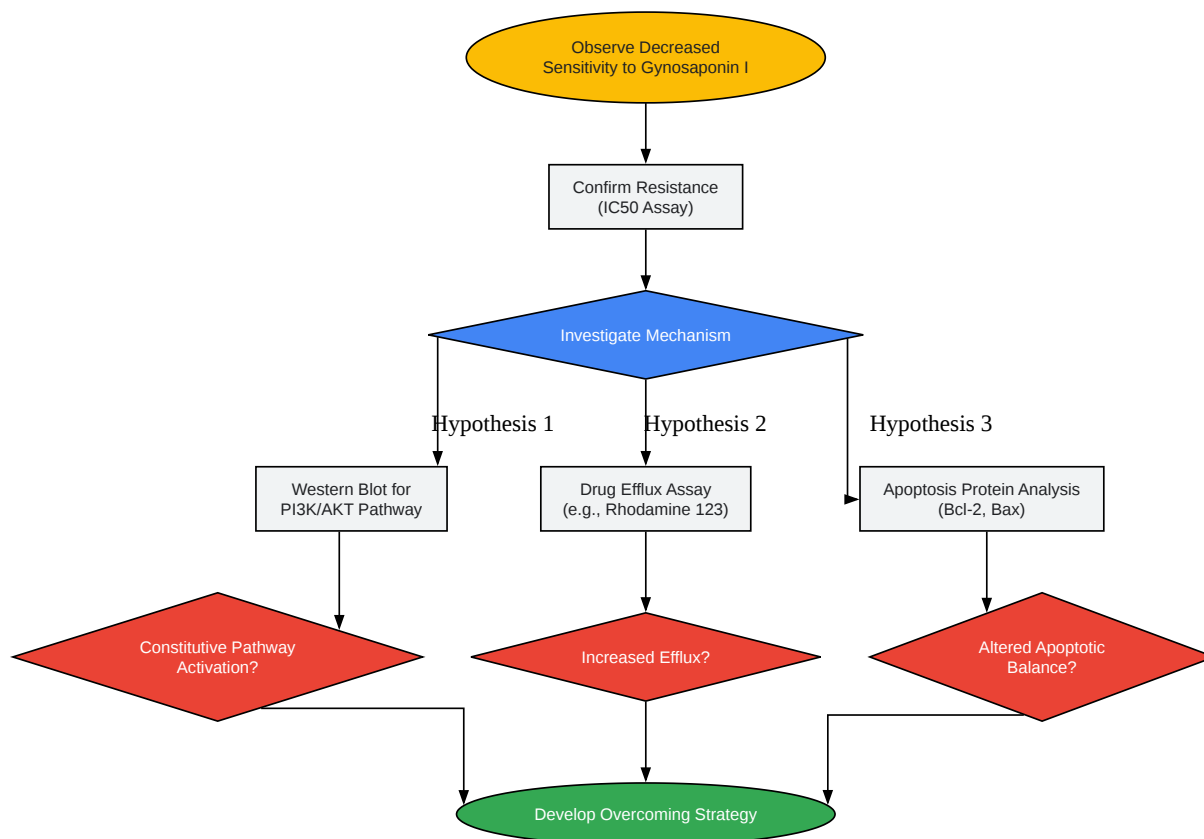 Observe Decreased
Sensitivity to Gynosaponin I
Confirm Resistance
(IC50 Assay)
Investigate Mechanism
Hypothesis 1
Hypothesis 2
Hypothesis 3
Western Blot for
PI3K/AKT Pathway
Drug Efflux Assay
(e.g., Rhodamine 123)
Apoptosis Protein Analysis
(Bcl-2, Bax)
Constitutive Pathway
Activation?
Increased Efflux?
Altered Apoptotic
Balance?
Develop Overcoming Strategy